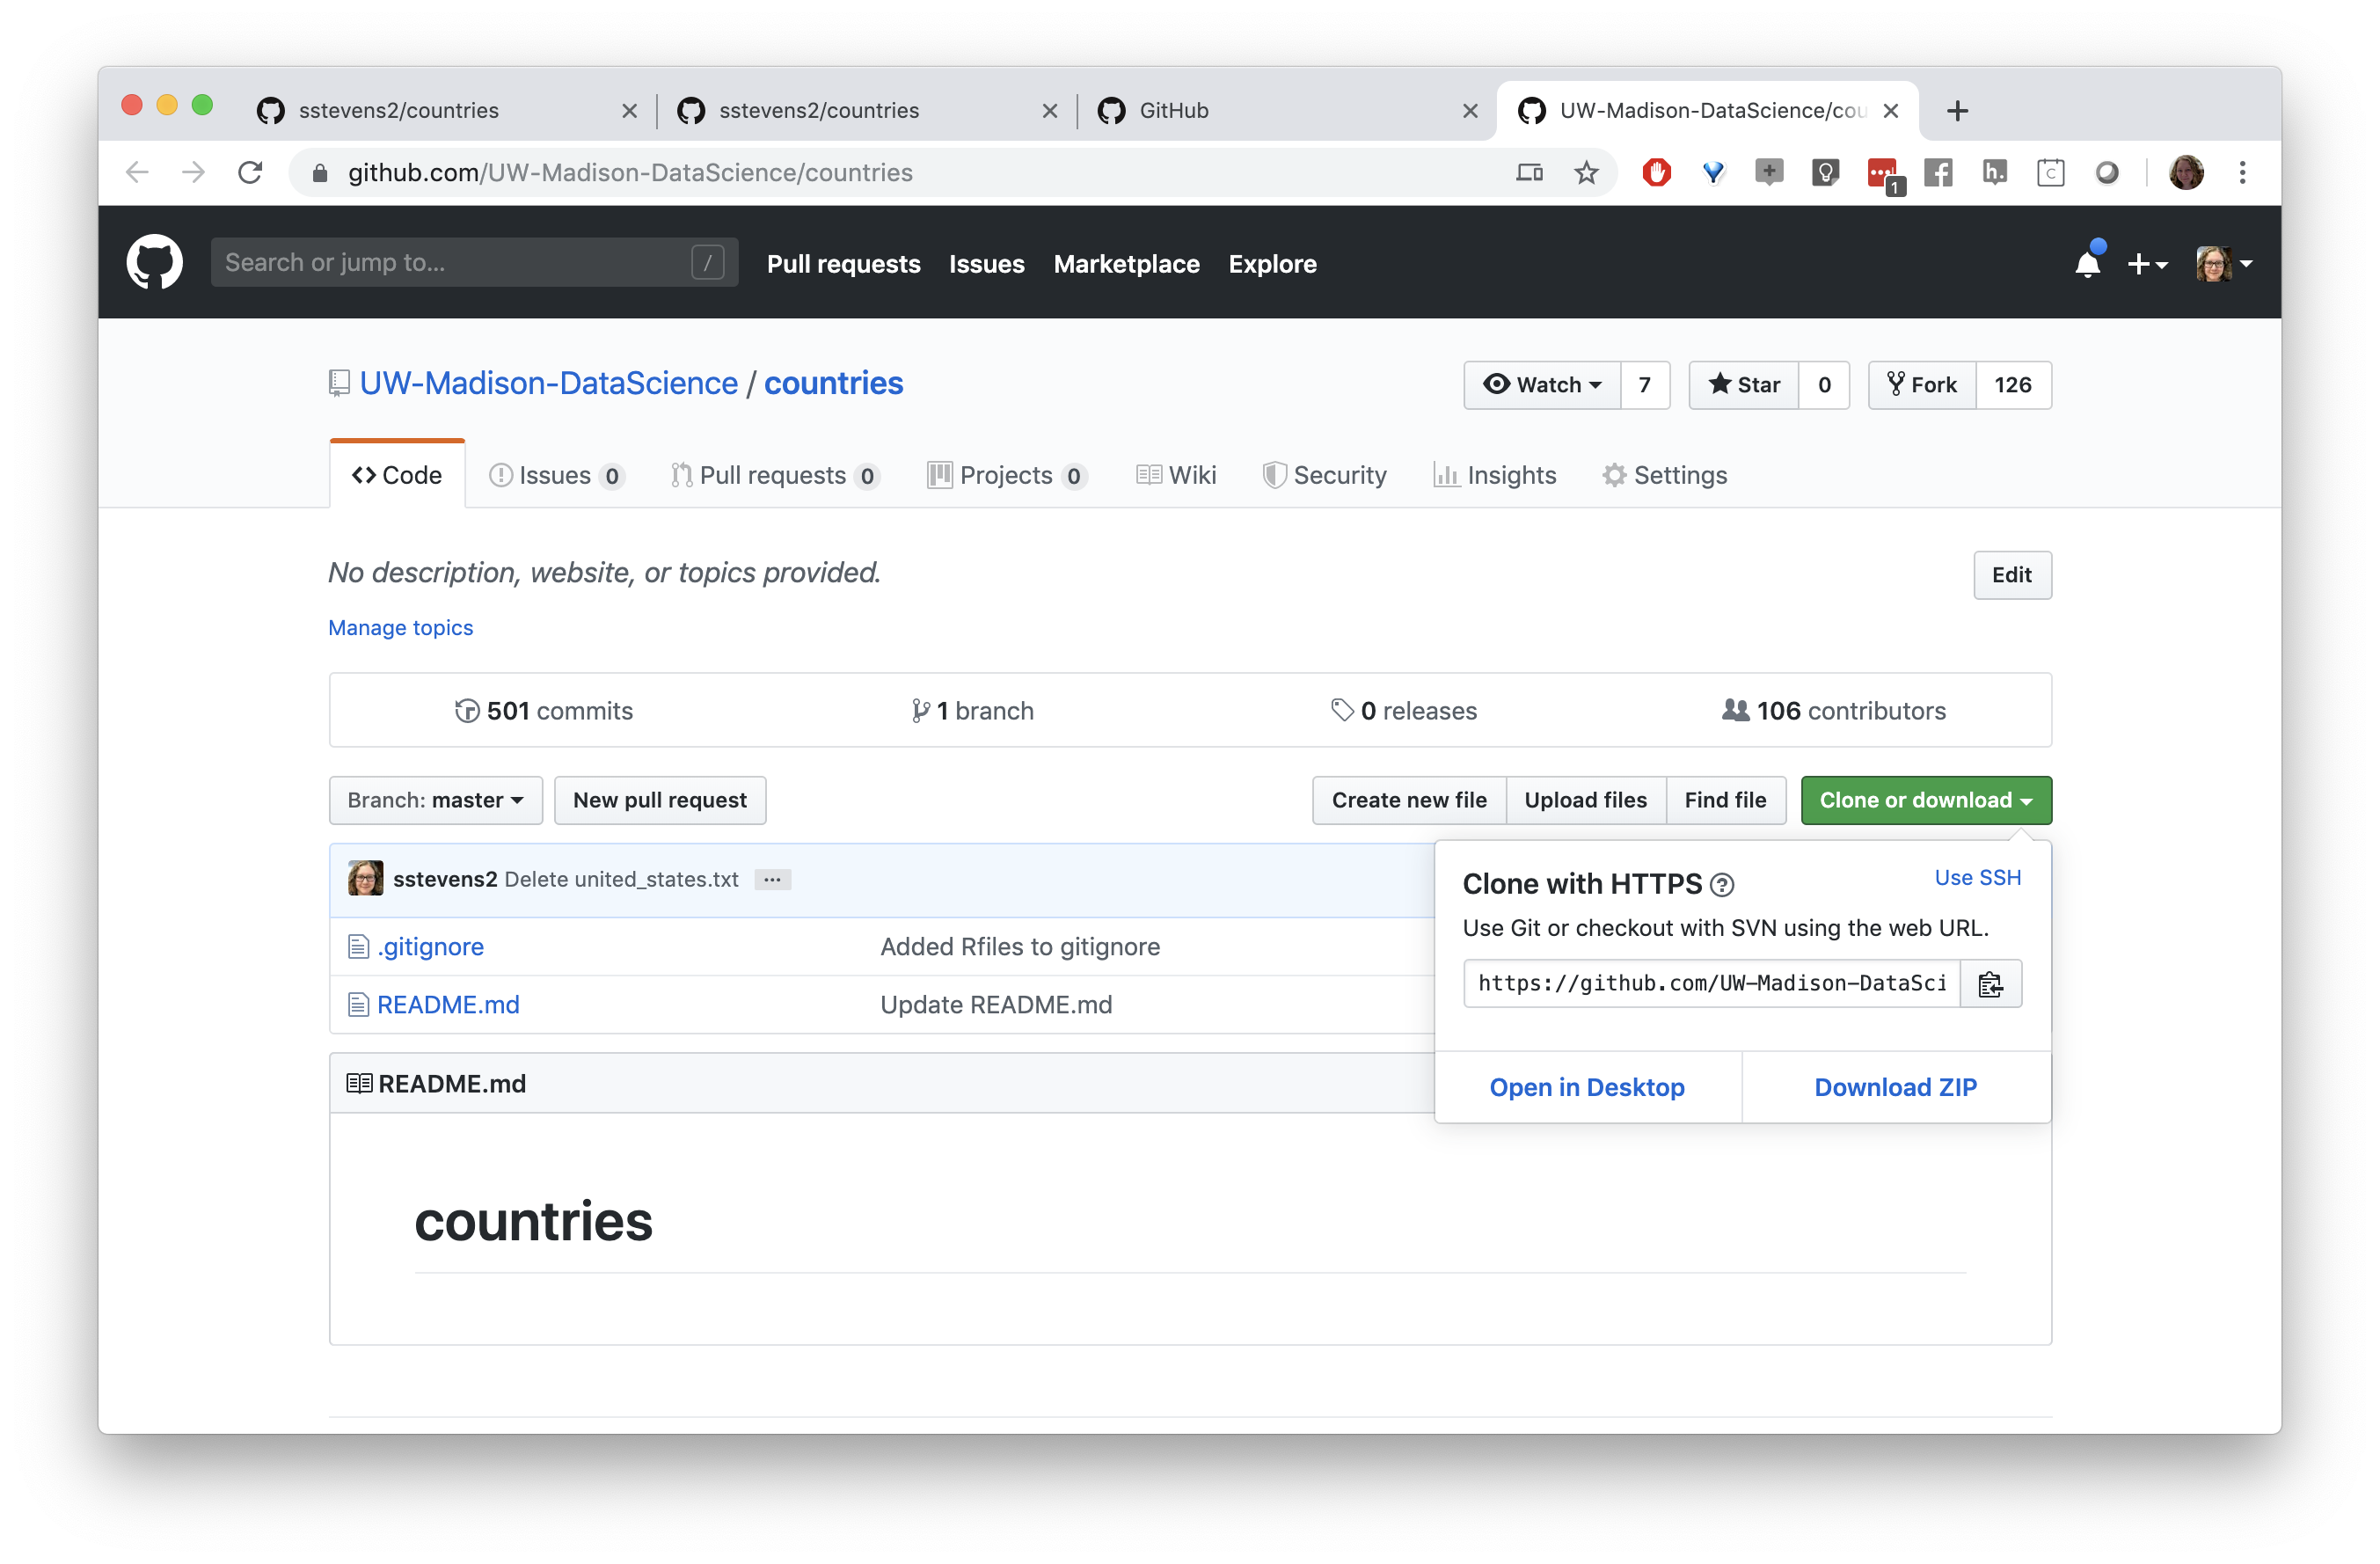 sstevens2/countries
sstevens2/countries
GitHub
UW-Madison-DataScience/cou
github.com/UW-Madison-DataScience/countries
1
Search or jump to...
/
Pull requests
Issues
Marketplace
Explore
UW-Madison-DataScience / countries
Watch 7
Star 0
Fork 126
Code
Issues 0
Pull requests 0
Projects 0
Wiki
Security
Insights
Settings
No description, website, or topics provided.
Edit
Manage topics
501 commits
1 branch
0 releases
106 contributors
Branch: master
New pull request
Create new file
Upload files
Find file
Clone or download
sstevens2 Delete united_states.txt ...
Clone with HTTPS ?
Use SSH
Use Git or checkout with SVN using the web URL.
https://github.com/UW-Madison-DataSci
Open in Desktop
Download ZIP
.gitignore
Added Rfiles to gitignore
README.md
Update README.md
README.md
countries